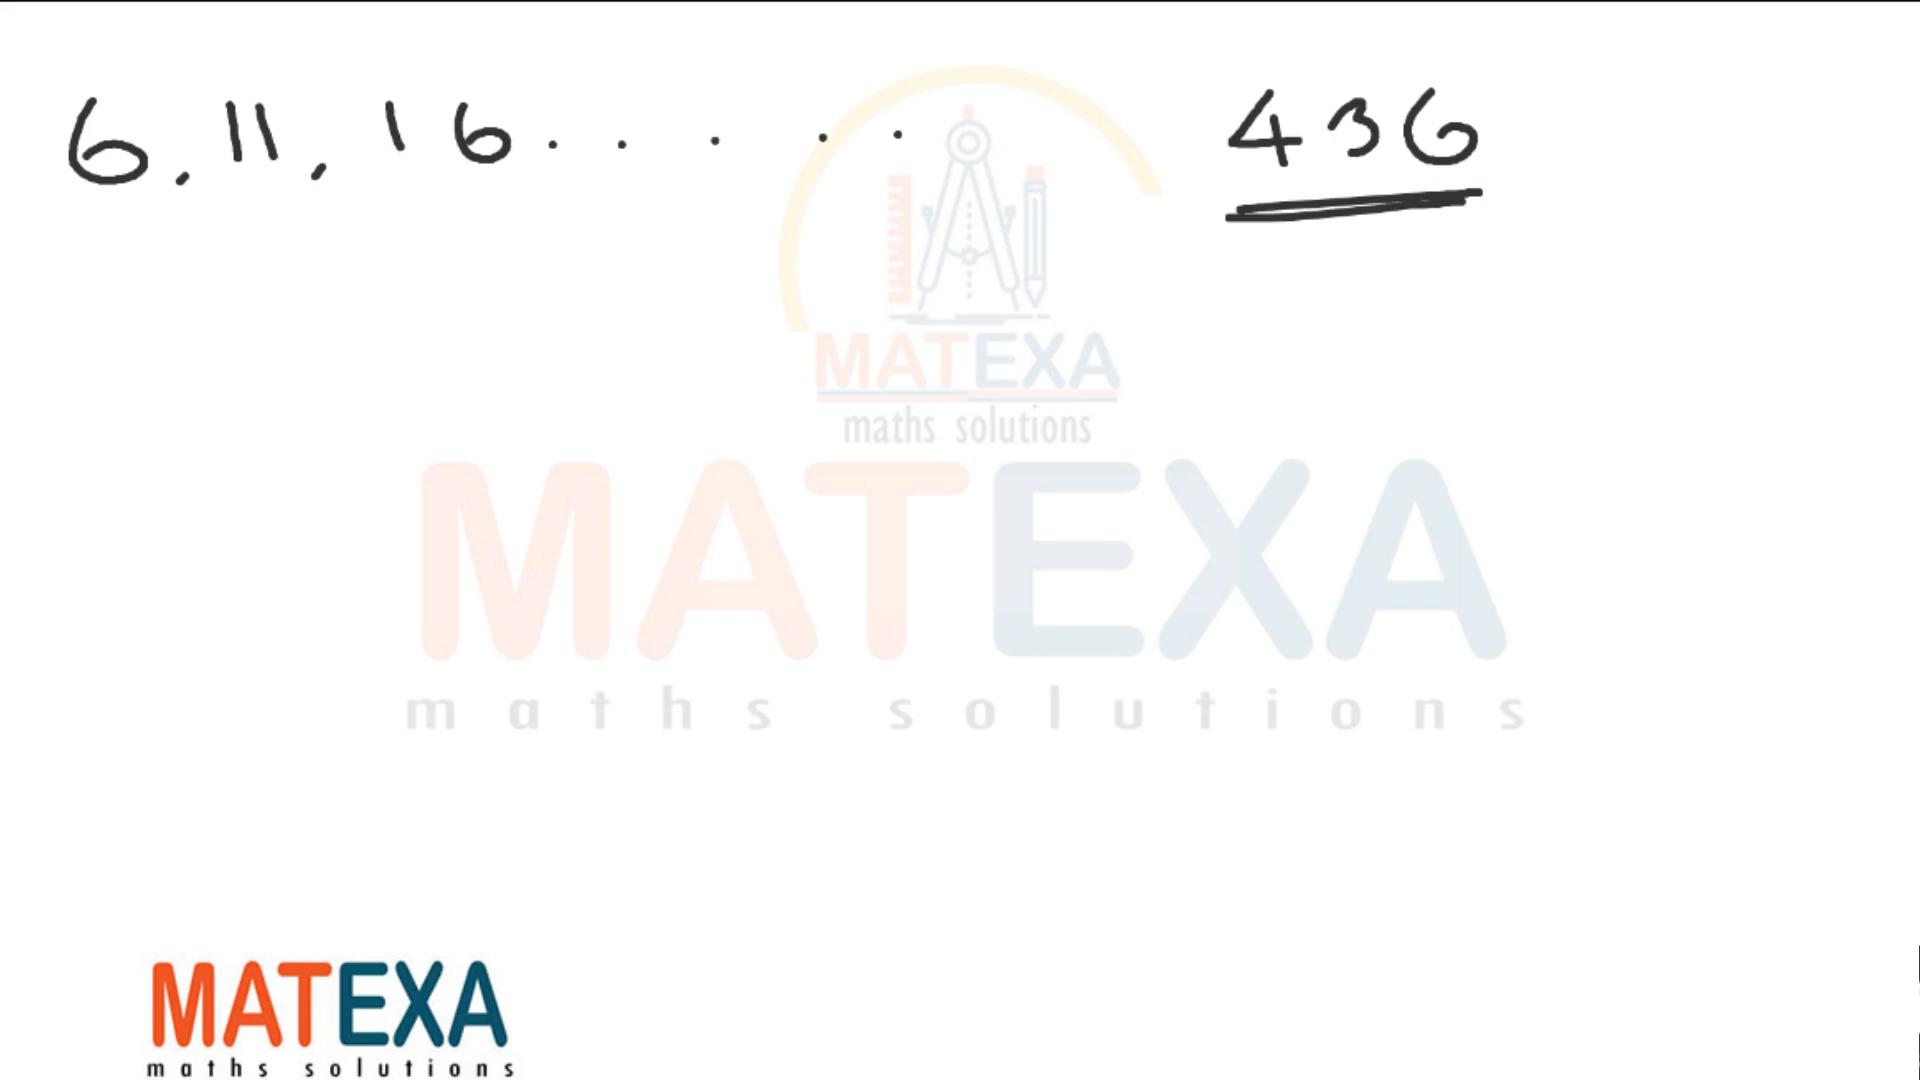 6, 11, 16 . . . . . 436
MATEXA
maths solutions
MATEXA
maths solutions
MATEXA
maths solutions